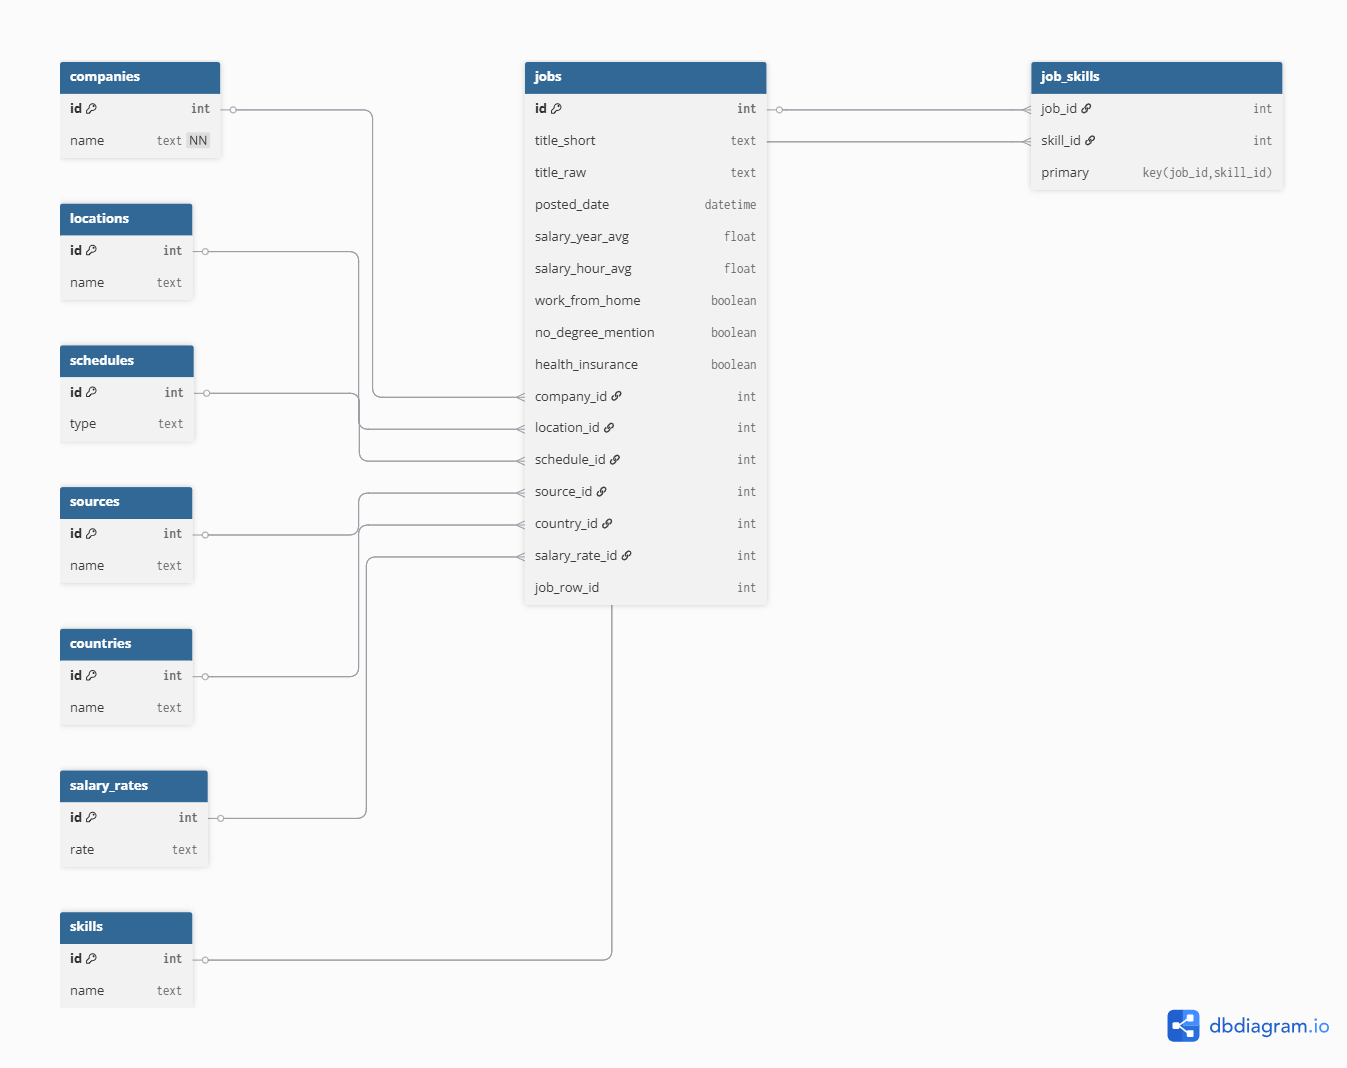 companies
id int
name text NN
locations
id int
name text
schedules
id int
type text
sources
id int
name text
countries
id int
name text
salary_rates
id int
rate text
skills
id int
name text
jobs
id int
title_short text
title_raw text
posted_date datetime
salary_year_avg float
salary_hour_avg float
work_from_home boolean
no_degree_mention boolean
health_insurance boolean
company_id int
location_id int
schedule_id int
source_id int
country_id int
salary_rate_id int
job_row_id int
job_skills
job_id int
skill_id int
primary key(job_id,skill_id)
dbdiagram.io